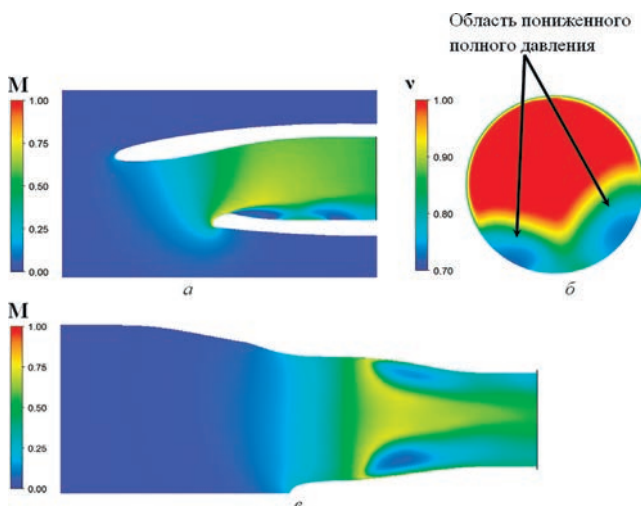 Область пониженного
полного давления
M
1.00
0.75
0.50
0.25
0.00
а
ν
1.00
0.90
0.80
0.70
б
M
1.00
0.75
0.50
0.25
0.00
в